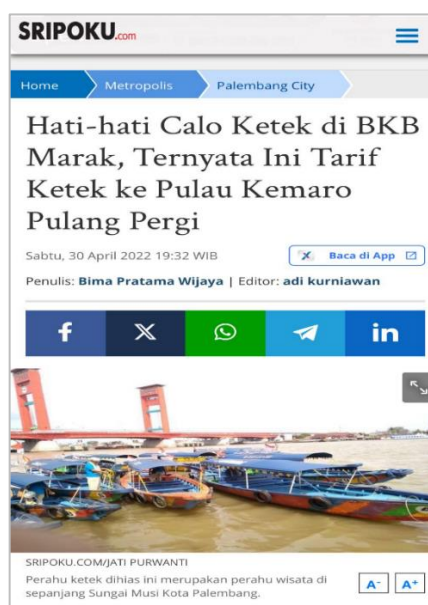 SRIPOKU.com
Home Metropolis Palembang City
Hati-hati Calo Ketek di BKB
Marak, Ternyata Ini Tarif
Ketek ke Pulau Kemaro
Pulang Pergi
Sabtu, 30 April 2022 19:32 WIB
Baca di App
Penulis: Bima Pratama Wijaya | Editor: adi kurniawan
SRIPOKU.COM/JATI PURWANTI
Perahu ketek dihias ini merupakan perahu wisata di
sepanjang Sungai Musi Kota Palembang.
A- A+